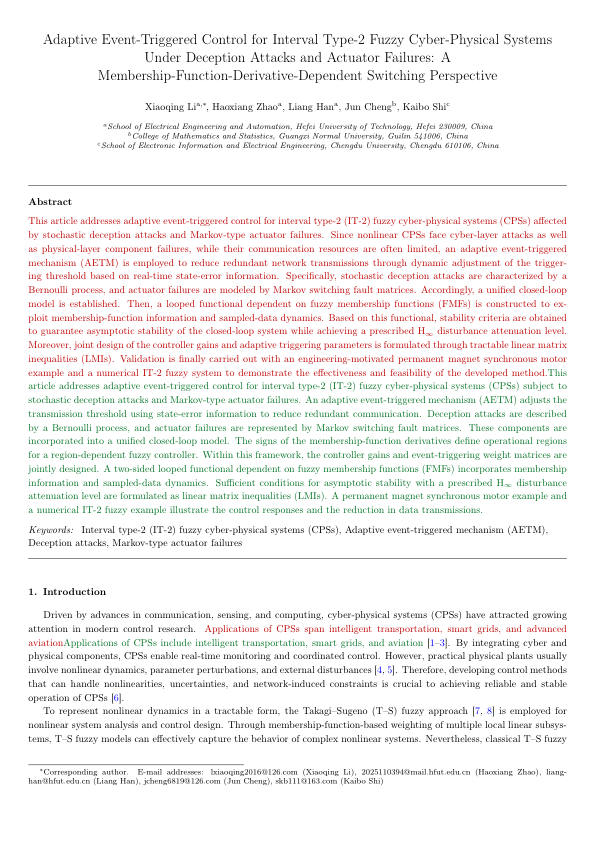 Adaptive Event-Triggered Control for Interval Type-2 Fuzzy Cyber-Physical Systems
Under Deception Attacks and Actuator Failures: A
Membership-Function-Derivative-Dependent Switching Perspective
Xiaoqing Liᵃ,*, Haoxiang Zhaoᵃ, Liang Hanᵃ, Jun Chengᵇ, Kaibo Shiᶜ
ᵃSchool of Electrical Engineering and Automation, Hefei University of Technology, Hefei 230009, China
ᵇCollege of Mathematics and Statistics, Guangxi Normal University, Guilin 541006, China
ᶜSchool of Electronic Information and Electrical Engineering, Chengdu University, Chengdu 610106, China
Abstract
This article addresses adaptive event-triggered control for interval type-2 (IT-2) fuzzy cyber-physical systems (CPSs) affected
by stochastic deception attacks and Markov-type actuator failures. Since nonlinear CPSs face cyber-layer attacks as well
as physical-layer component failures, while their communication resources are often limited, an adaptive event-triggered
mechanism (AETM) is employed to reduce redundant network transmissions through dynamic adjustment of the trigger-
ing threshold based on real-time state-error information. Specifically, stochastic deception attacks are characterized by a
Bernoulli process, and actuator failures are modeled by Markov switching fault matrices. Accordingly, a unified closed-loop
model is established. Then, a looped functional dependent on fuzzy membership functions (FMFs) is constructed to ex-
ploit membership-function information and sampled-data dynamics. Based on this functional, stability criteria are obtained
to guarantee asymptotic stability of the closed-loop system while achieving a prescribed H∞ disturbance attenuation level.
Moreover, joint design of the controller gains and adaptive triggering parameters is formulated through tractable linear matrix
inequalities (LMIs). Validation is finally carried out with an engineering-motivated permanent magnet synchronous motor
example and a numerical IT-2 fuzzy system to demonstrate the effectiveness and feasibility of the developed method.This
article addresses adaptive event-triggered control for interval type-2 (IT-2) fuzzy cyber-physical systems (CPSs) subject to
stochastic deception attacks and Markov-type actuator failures. An adaptive event-triggered mechanism (AETM) adjusts the
transmission threshold using state-error information to reduce redundant communication. Deception attacks are described
by a Bernoulli process, and actuator failures are represented by Markov switching fault matrices. These components are
incorporated into a unified closed-loop model. The signs of the membership-function derivatives define operational regions
for a region-dependent fuzzy controller. Within this framework, the controller gains and event-triggering weight matrices are
jointly designed. A two-sided looped functional dependent on fuzzy membership functions (FMFs) incorporates membership
information and sampled-data dynamics. Sufficient conditions for asymptotic stability with a prescribed H∞ disturbance
attenuation level are formulated as linear matrix inequalities (LMIs). A permanent magnet synchronous motor example and
a numerical IT-2 fuzzy example illustrate the control responses and the reduction in data transmissions.
Keywords: Interval type-2 (IT-2) fuzzy cyber-physical systems (CPSs), Adaptive event-triggered mechanism (AETM),
Deception attacks, Markov-type actuator failures
1. Introduction
Driven by advances in communication, sensing, and computing, cyber-physical systems (CPSs) have attracted growing
attention in modern control research. Applications of CPSs span intelligent transportation, smart grids, and advanced
aviationApplications of CPSs include intelligent transportation, smart grids, and aviation [1–3]. By integrating cyber and
physical components, CPSs enable real-time monitoring and coordinated control. However, practical physical plants usually
involve nonlinear dynamics, parameter perturbations, and external disturbances [4, 5]. Therefore, developing control methods
that can handle nonlinearities, uncertainties, and network-induced constraints is crucial to achieving reliable and stable
operation of CPSs [6].
To represent nonlinear dynamics in a tractable form, the Takagi–Sugeno (T–S) fuzzy approach [7, 8] is employed for
nonlinear system analysis and control design. Through membership-function-based weighting of multiple local linear subsys-
tems, T–S fuzzy models can effectively capture the behavior of complex nonlinear systems. Nevertheless, classical T–S fuzzy
*Corresponding author. E-mail addresses: lxiaoqing2016@126.com (Xiaoqing Li), 2025110394@mail.hfut.edu.cn (Haoxiang Zhao), liang-
han@hfut.edu.cn (Liang Han), jcheng6819@126.com (Jun Cheng), skb111@163.com (Kaibo Shi)